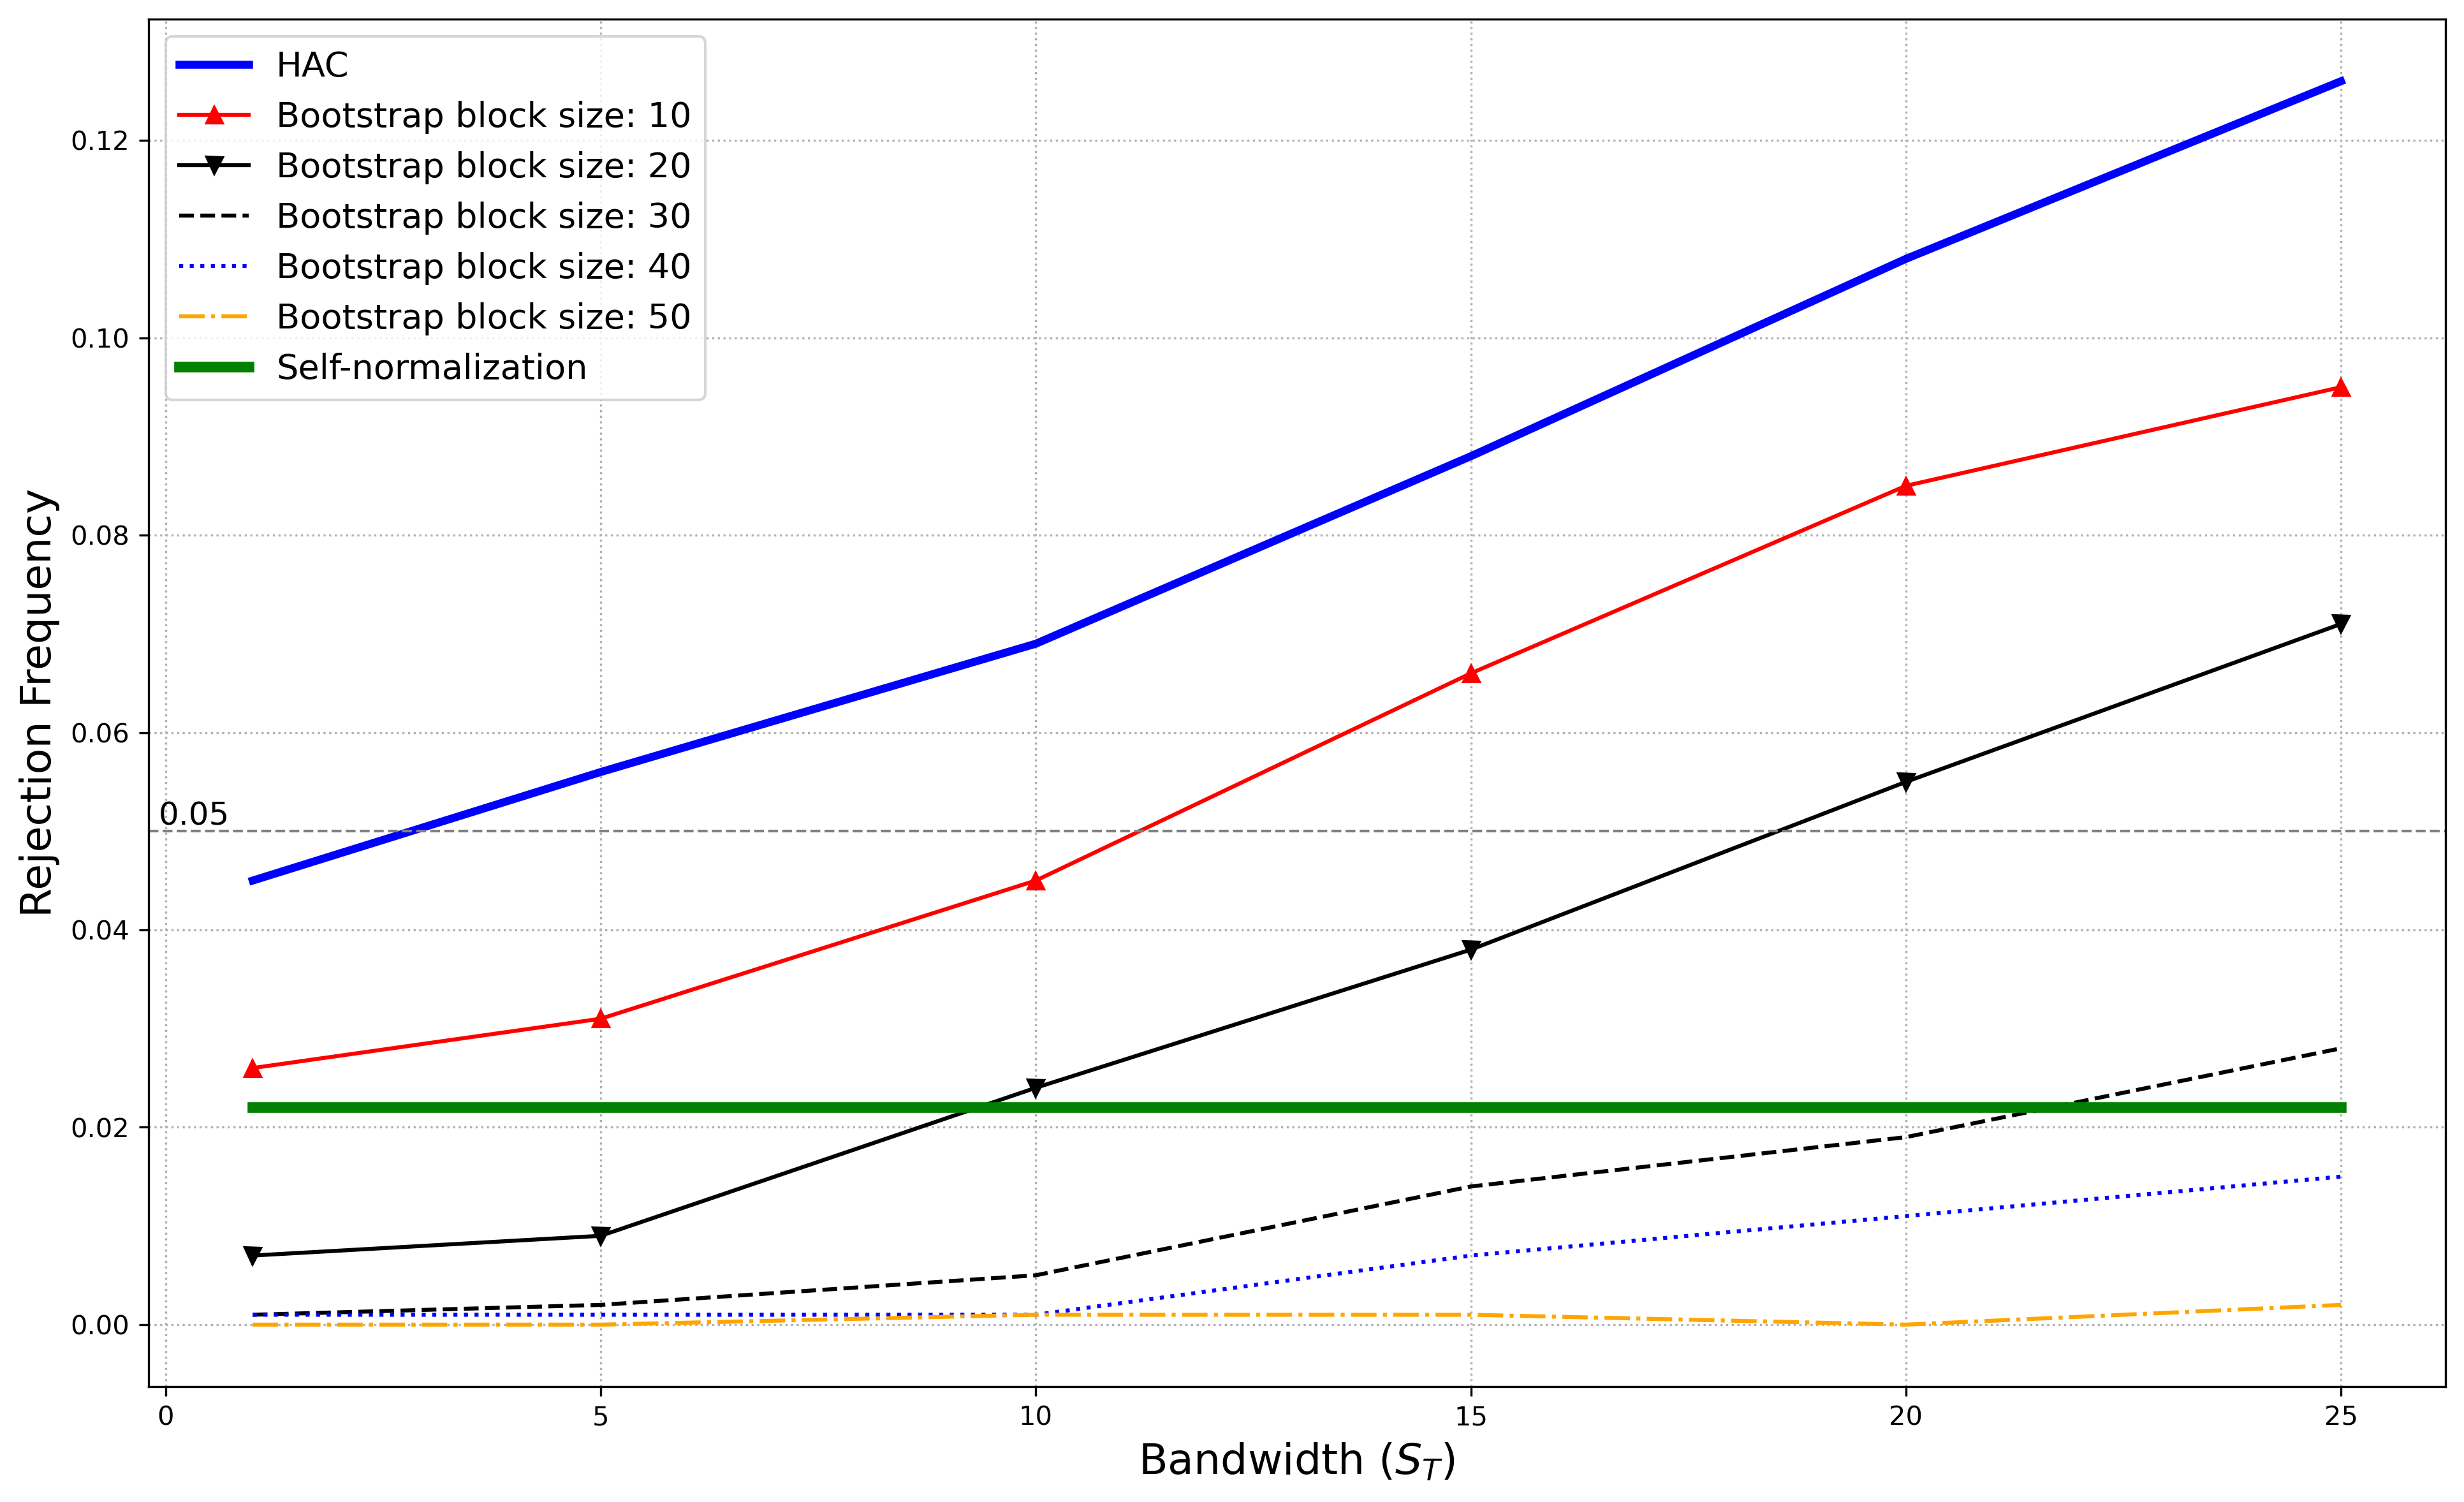 HAC
Bootstrap block size: 10
Bootstrap block size: 20
Bootstrap block size: 30
Bootstrap block size: 40
Bootstrap block size: 50
Self-normalization
Rejection Frequency
0.12
0.10
0.08
0.06
0.05
0.04
0.02
0.00
0 5 10 15 20 25
Bandwidth (S_T)